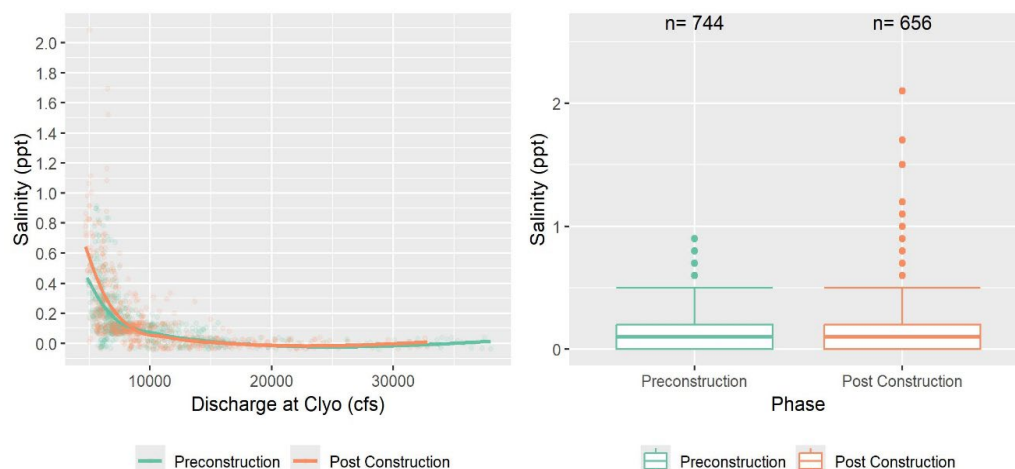 2.0
1.8
1.6
1.4
1.2
1.0
0.8
0.6
0.4
0.2
0.0
Salinity (ppt)
10000 20000 30000
Discharge at Clyo (cfs)
Preconstruction Post Construction
n= 744 n= 656
2
1
0
Salinity (ppt)
Preconstruction Post Construction
Phase
Preconstruction Post Construction